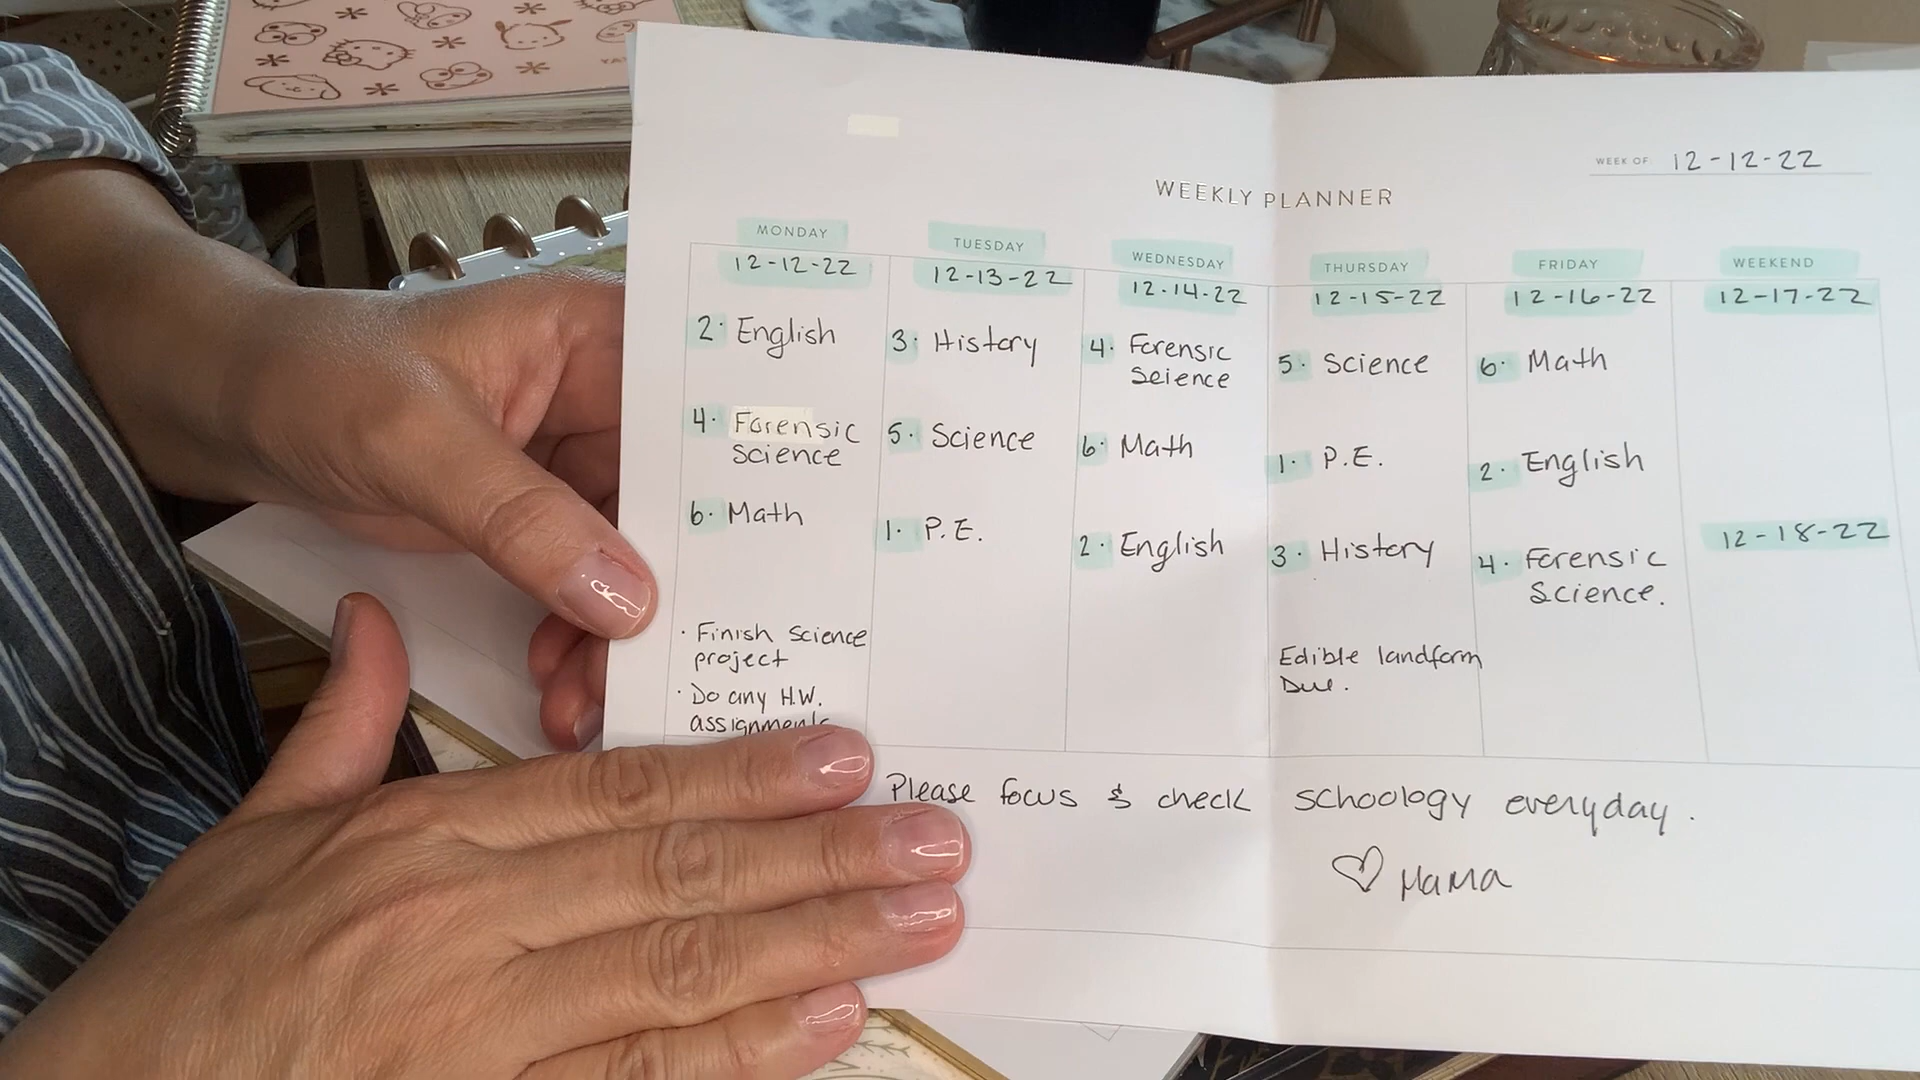 WEEK OF: 12-12-22
WEEKLY PLANNER
MONDAY
12-12-22
2. English
4. Forensic
Science
6. Math
• Finish science
project
• Do any H.W.
assignments
TUESDAY
12-13-22
3. History
5. Science
1. P.E.
WEDNESDAY
12-14-22
4. Forensic
Science
6. Math
2. English
THURSDAY
12-15-22
5. Science
1. P.E.
3. History
Edible landform
Due.
FRIDAY
12-16-22
6. Math
2. English
4. Forensic
Science.
WEEKEND
12-17-22
12-18-22
Please focus & check schoology everyday.
♡ Mama